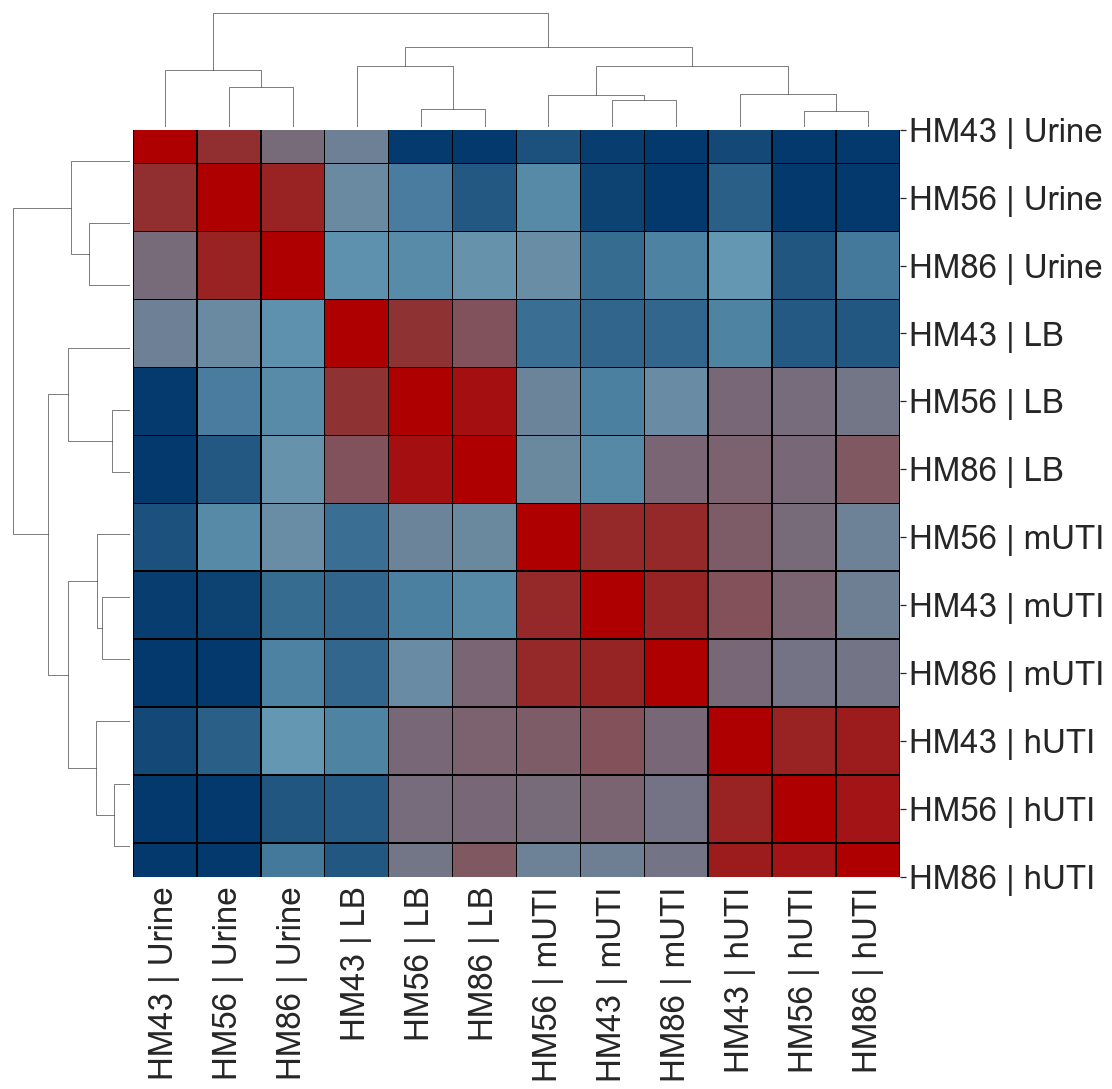 HM43 | Urine
HM56 | Urine
HM86 | Urine
HM43 | LB
HM56 | LB
HM86 | LB
HM56 | mUTI
HM43 | mUTI
HM86 | mUTI
HM43 | hUTI
HM56 | hUTI
HM86 | hUTI
HM43 | Urine
HM56 | Urine
HM86 | Urine
HM43 | LB
HM56 | LB
HM86 | LB
HM56 | mUTI
HM43 | mUTI
HM86 | mUTI
HM43 | hUTI
HM56 | hUTI
HM86 | hUTI